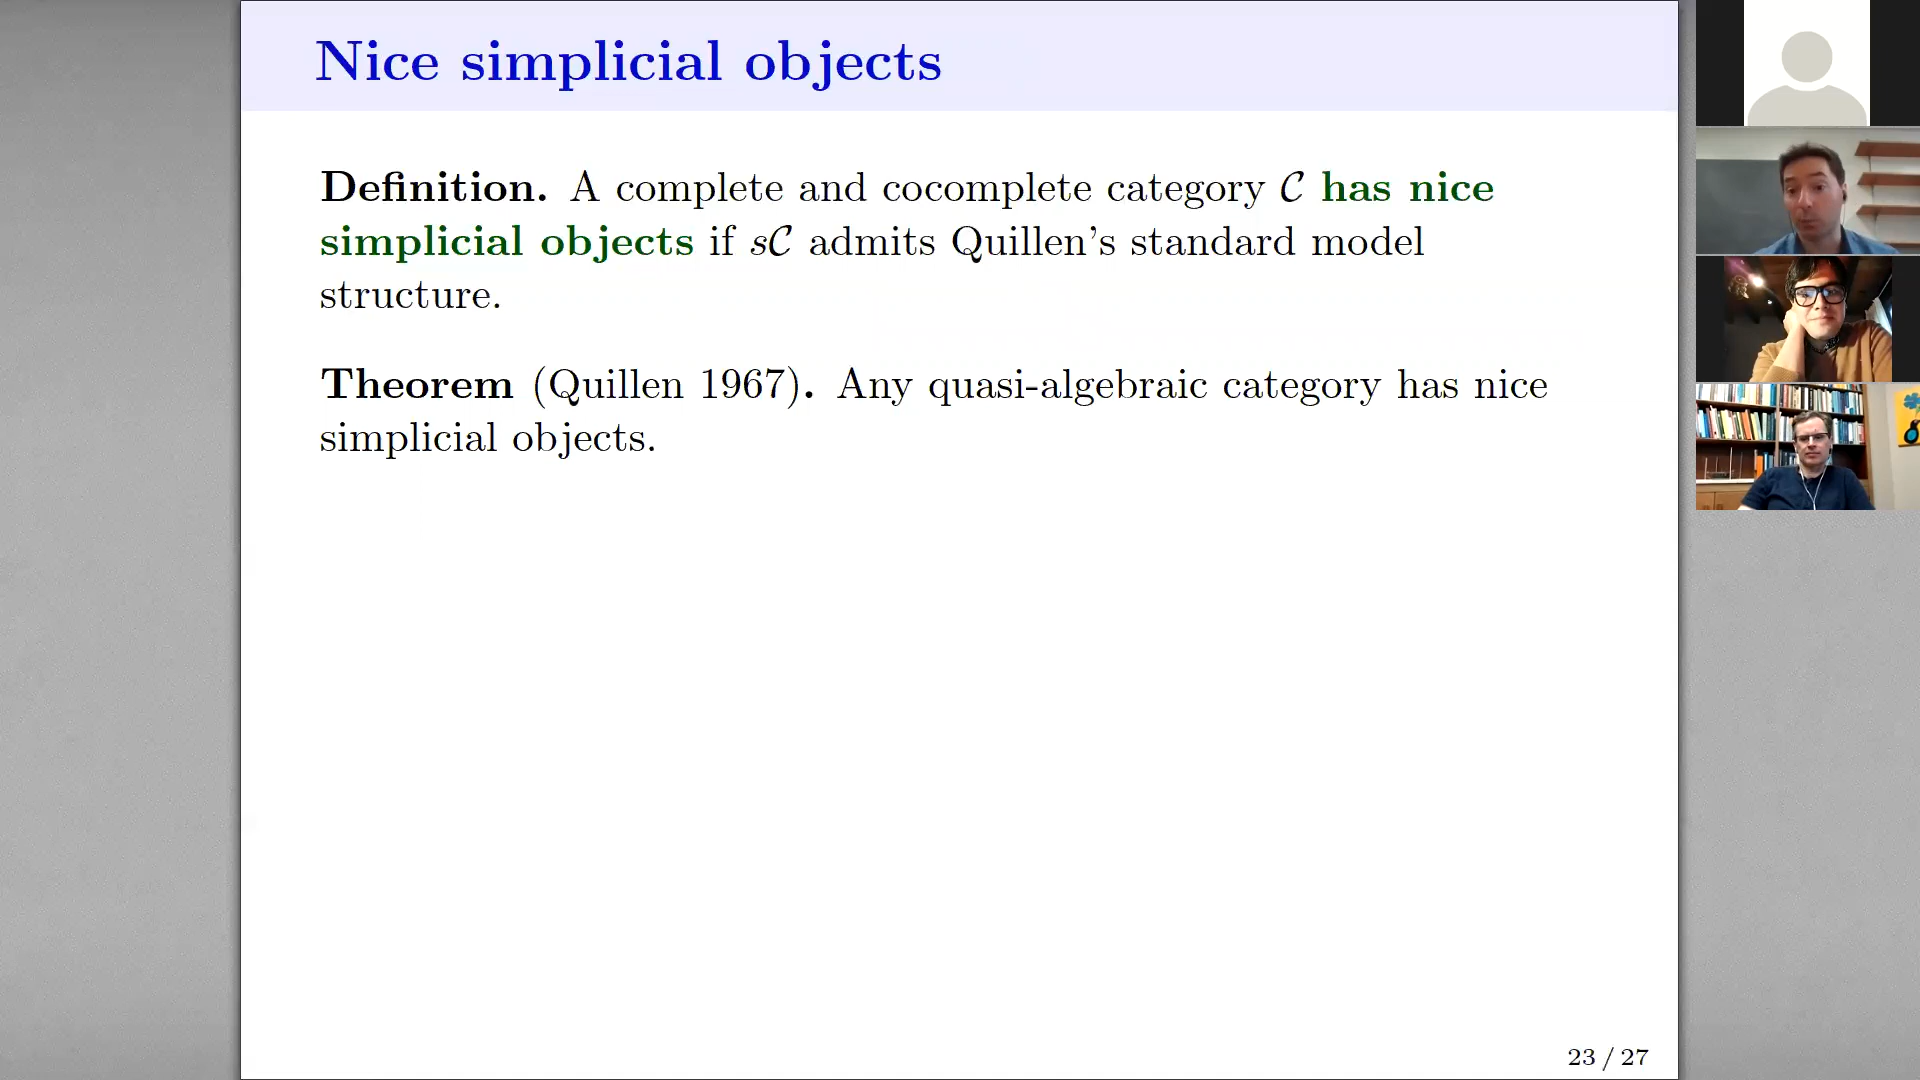 Nice simplicial objects
Definition. A complete and cocomplete category 𝒞 has nice
simplicial objects if s𝒞 admits Quillen's standard model
structure.
Theorem (Quillen 1967). Any quasi-algebraic category has nice
simplicial objects.
23 / 27